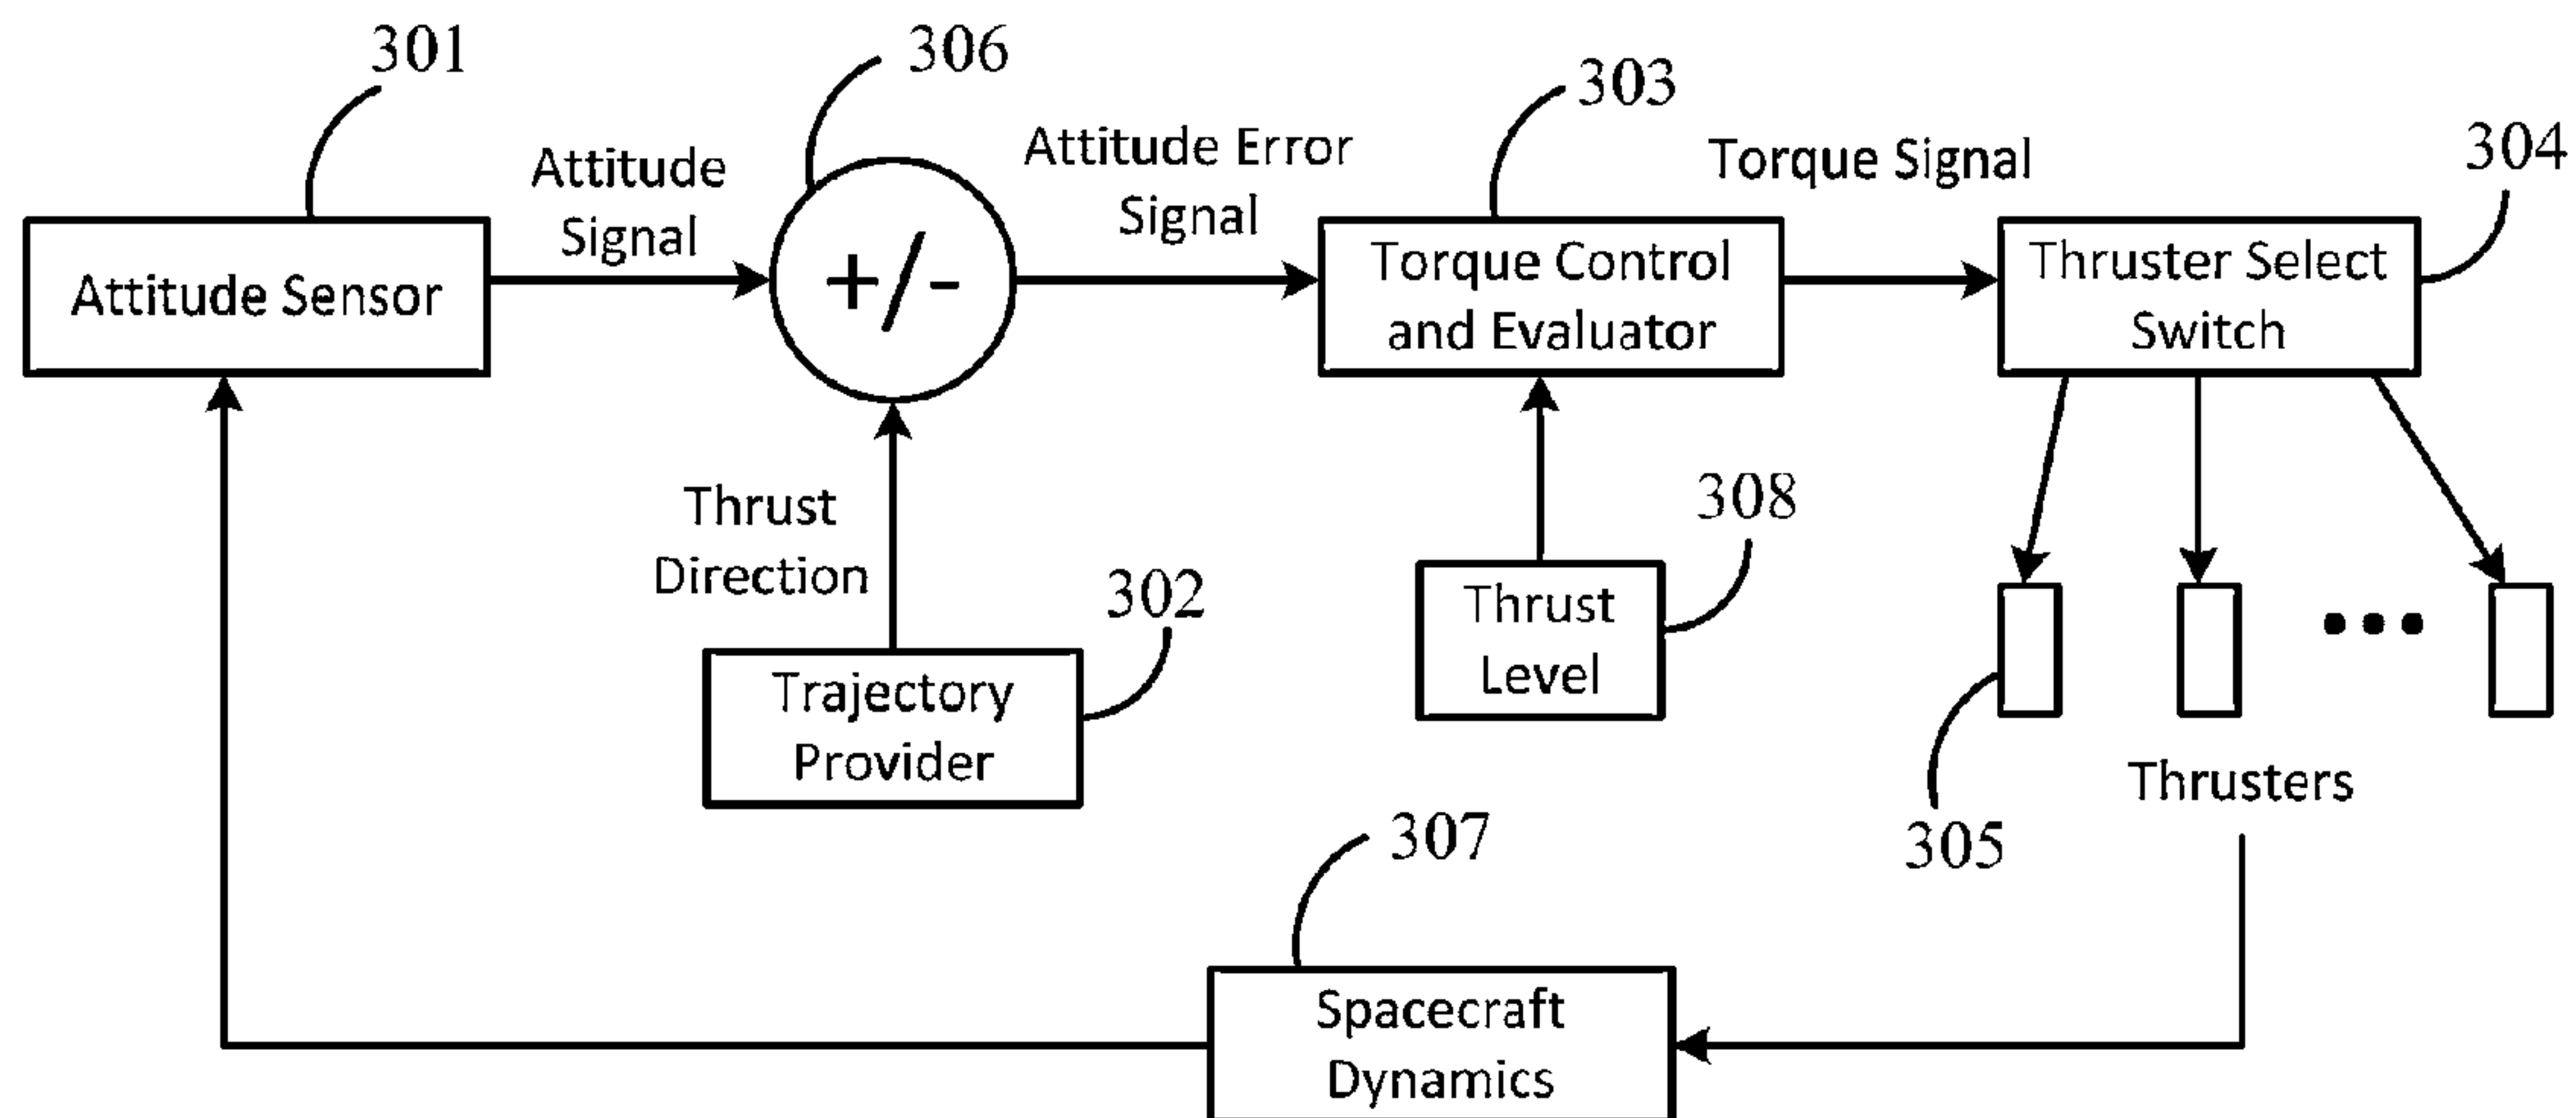 301
306
303
304
Attitude
Signal
Attitude Error
Signal
Torque Signal
Attitude Sensor
+/-
Torque Control
and Evaluator
Thruster Select
Switch
Thrust
Direction
302
308
Trajectory
Provider
Thrust
Level
305
Thrusters
307
Spacecraft
Dynamics